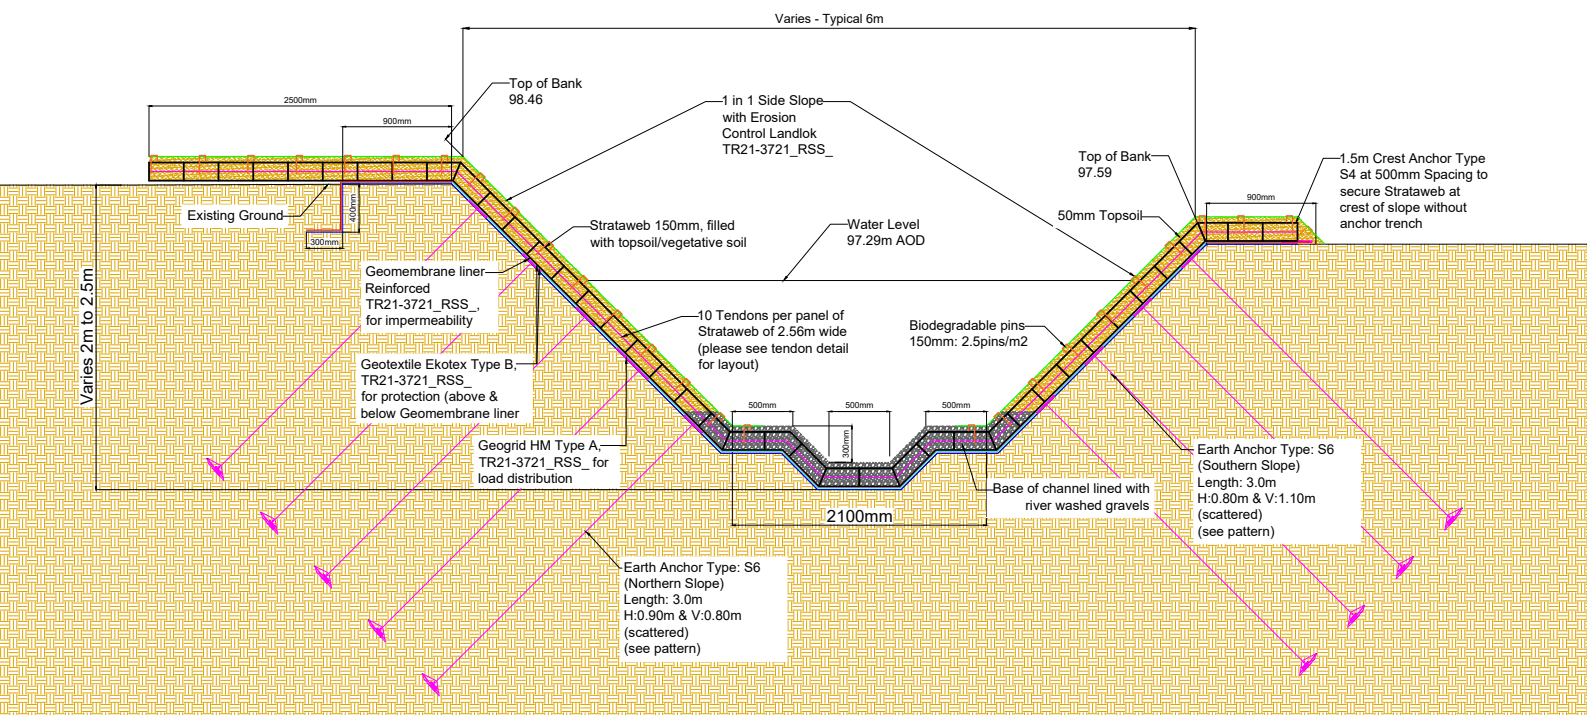 Varies - Typical 6m
Top of Bank
98.46
2500mm
900mm
1 in 1 Side Slope
with Erosion
Control Landlok
TR21-3721_RSS_
Top of Bank
97.59
1.5m Crest Anchor Type
S4 at 500mm Spacing to
secure Strataweb at
crest of slope without
anchor trench
900mm
Existing Ground
400mm
300mm
Strataweb 150mm, filled
with topsoil/vegetative soil
Water Level
97.29m AOD
50mm Topsoil
Geomembrane liner
Reinforced
TR21-3721_RSS_,
for impermeability
Varies 2m to 2.5m
10 Tendons per panel of
Strataweb of 2.56m wide
(please see tendon detail
for layout)
Biodegradable pins
150mm: 2.5pins/m2
Geotextile Ekotex Type B,
TR21-3721_RSS_
for protection (above &
below Geomembrane liner
500mm
500mm
500mm
300mm
Geogrid HM Type A,
TR21-3721_RSS_ for
load distribution
Earth Anchor Type: S6
(Southern Slope)
Length: 3.0m
H:0.80m & V:1.10m
(scattered)
(see pattern)
Base of channel lined with
river washed gravels
2100mm
Earth Anchor Type: S6
(Northern Slope)
Length: 3.0m
H:0.90m & V:0.80m
(scattered)
(see pattern)